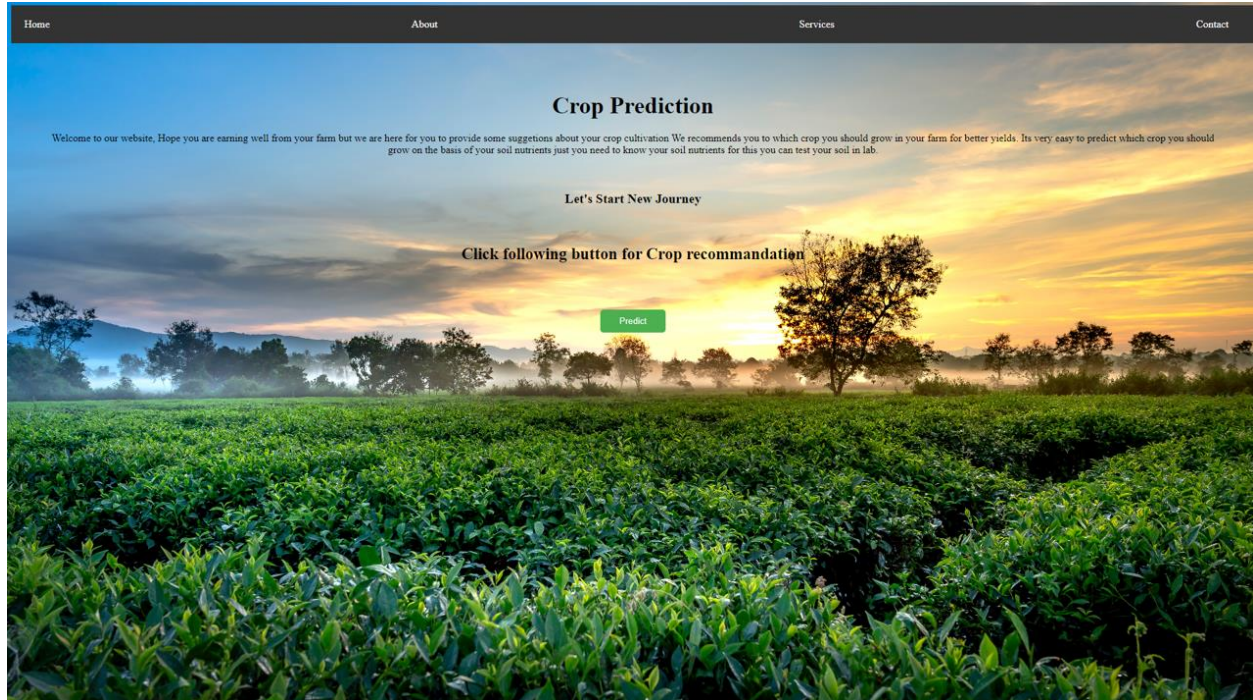 Home About Services Contact
Crop Prediction
Welcome to our website, Hope you are earning well from your farm but we are here for you to provide some suggetions about your crop cultivation We recommends you to which crop you should grow in your farm for better yields. Its very easy to predict which crop you should
grow on the basis of your soil nutrients just you need to know your soil nutrients for this you can test your soil in lab.
Let's Start New Journey
Click following button for Crop recommandation
Predict